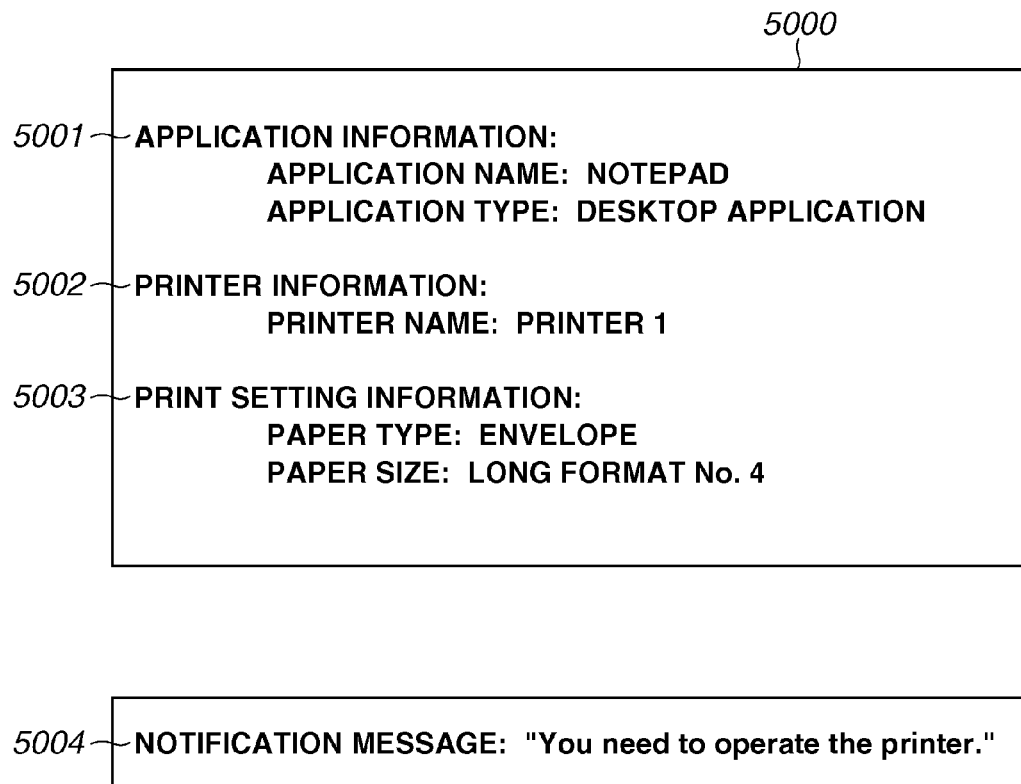 5000
5001 APPLICATION INFORMATION:
APPLICATION NAME: NOTEPAD
APPLICATION TYPE: DESKTOP APPLICATION
5002 PRINTER INFORMATION:
PRINTER NAME: PRINTER 1
5003 PRINT SETTING INFORMATION:
PAPER TYPE: ENVELOPE
PAPER SIZE: LONG FORMAT No. 4
5004 NOTIFICATION MESSAGE: "You need to operate the printer."